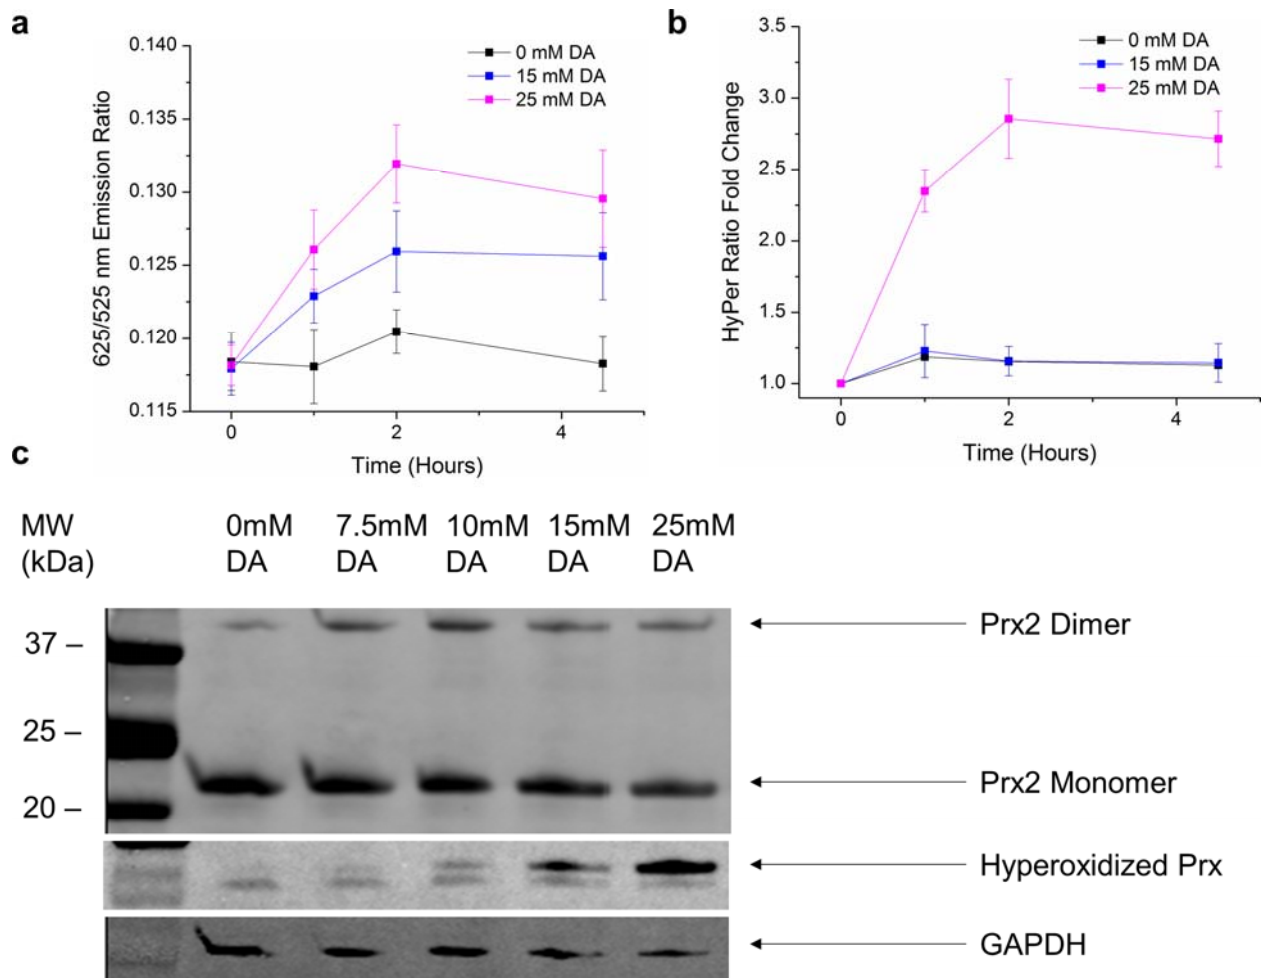 a
0.140
0.135
0.130
0.125
0.120
0.115
625/525 nm Emission Ratio
0 mM DA
15 mM DA
25 mM DA
0
2
4
Time (Hours)
b
3.5
3.0
2.5
2.0
1.5
1.0
HyPer Ratio Fold Change
0 mM DA
15 mM DA
25 mM DA
0
2
4
Time (Hours)
c
MW
(kDa)
0mM
DA
7.5mM
DA
10mM
DA
15mM
DA
25mM
DA
37 –
25 –
20 –
Prx2 Dimer
Prx2 Monomer
Hyperoxidized Prx
GAPDH